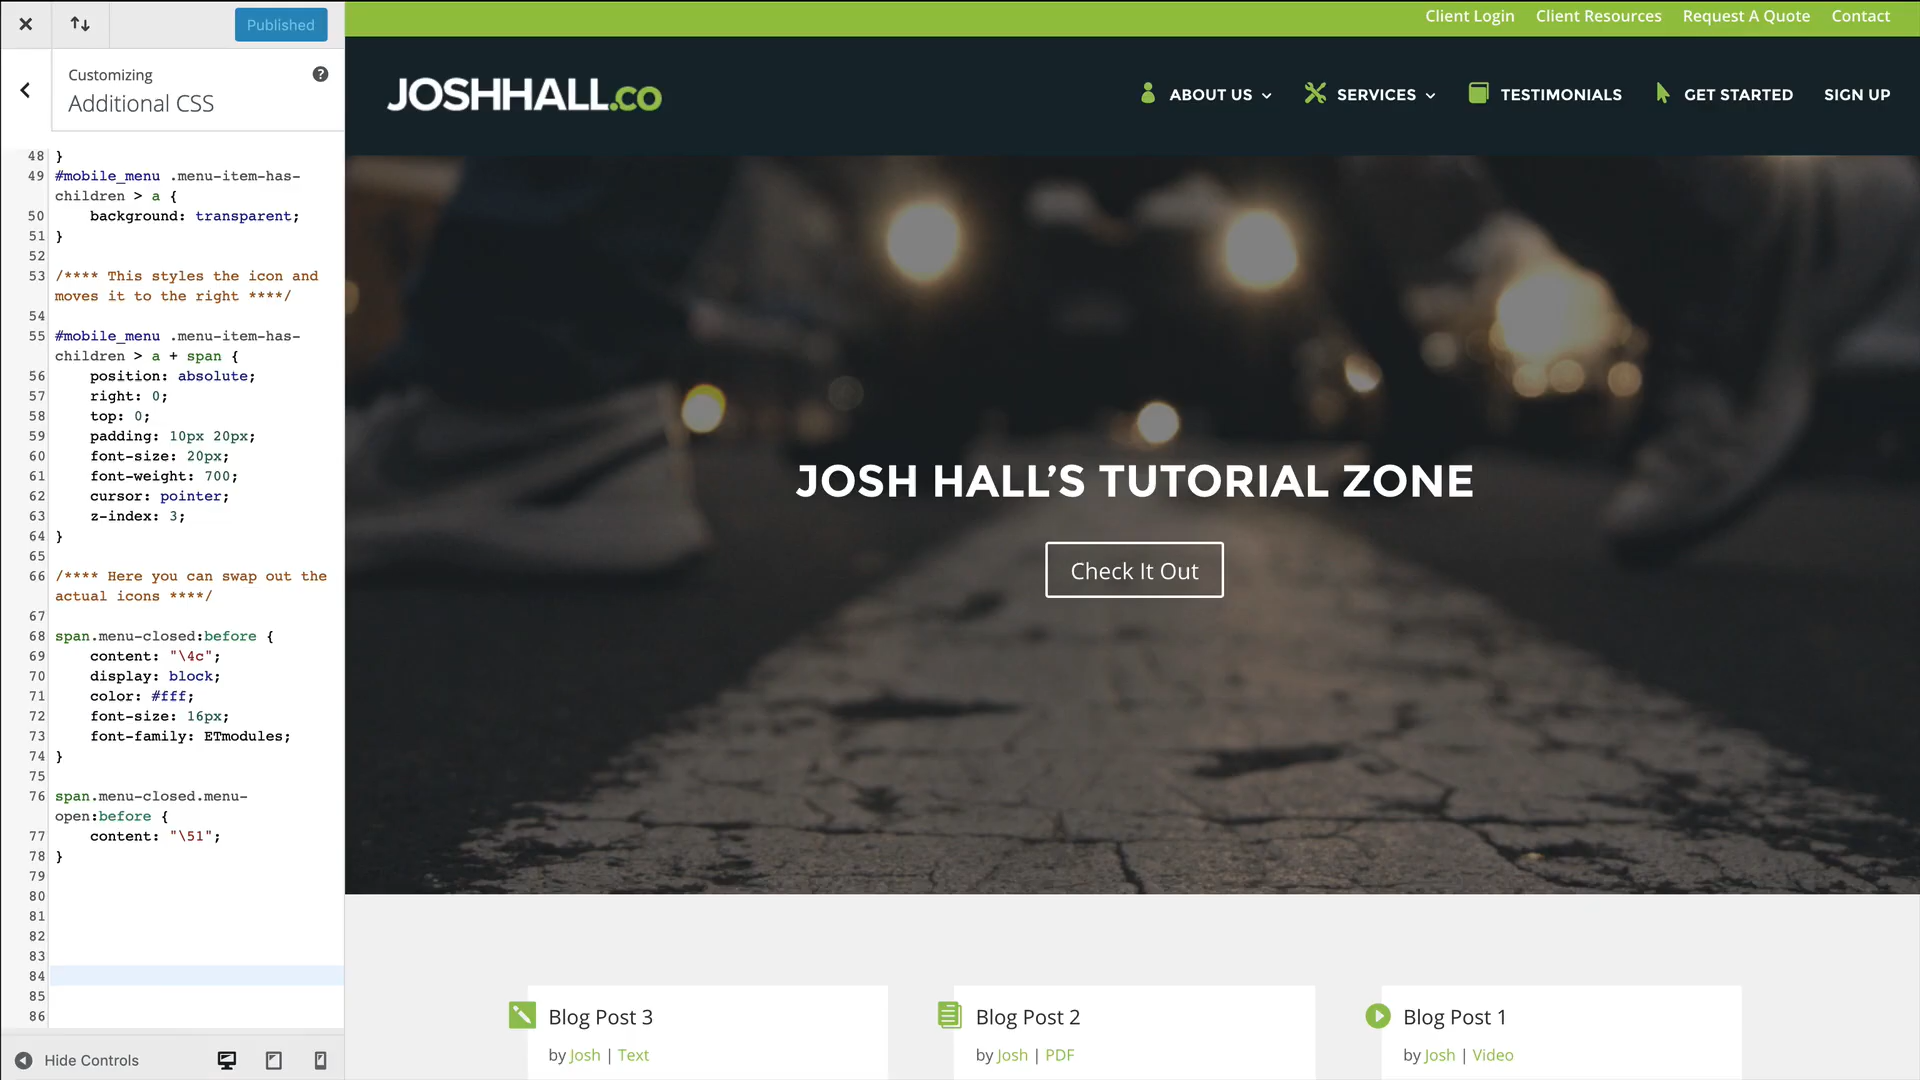 Published
Customizing
Additional CSS
48 }
49 #mobile_menu .menu-item-has-
children > a {
50 background: transparent;
51 }
52
53 /**** This styles the icon and
moves it to the right ****/
54
55 #mobile_menu .menu-item-has-
children > a + span {
56 position: absolute;
57 right: 0;
58 top: 0;
59 padding: 10px 20px;
60 font-size: 20px;
61 font-weight: 700;
62 cursor: pointer;
63 z-index: 3;
64 }
65
66 /**** Here you can swap out the
actual icons ****/
67
68 span.menu-closed:before {
69 content: "\4c";
70 display: block;
71 color: #fff;
72 font-size: 16px;
73 font-family: ETmodules;
74 }
75
76 span.menu-closed.menu-
open:before {
77 content: "\51";
78 }
79
80
81
82
83
84
85
86
Hide Controls
Client Login Client Resources Request A Quote Contact
JOSHHALL.co
ABOUT US SERVICES TESTIMONIALS GET STARTED SIGN UP
JOSH HALL’S TUTORIAL ZONE
Check It Out
Blog Post 3
by Josh | Text
Blog Post 2
by Josh | PDF
Blog Post 1
by Josh | Video